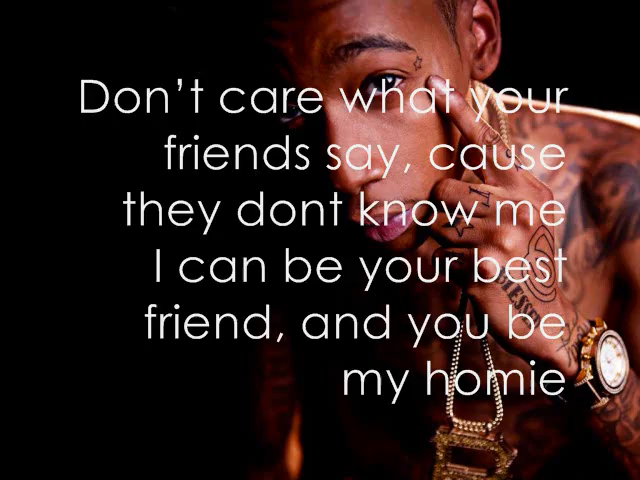 Don’t care what your
friends say, cause
they dont know me
I can be your best
friend, and you be
my homie
BLESSED